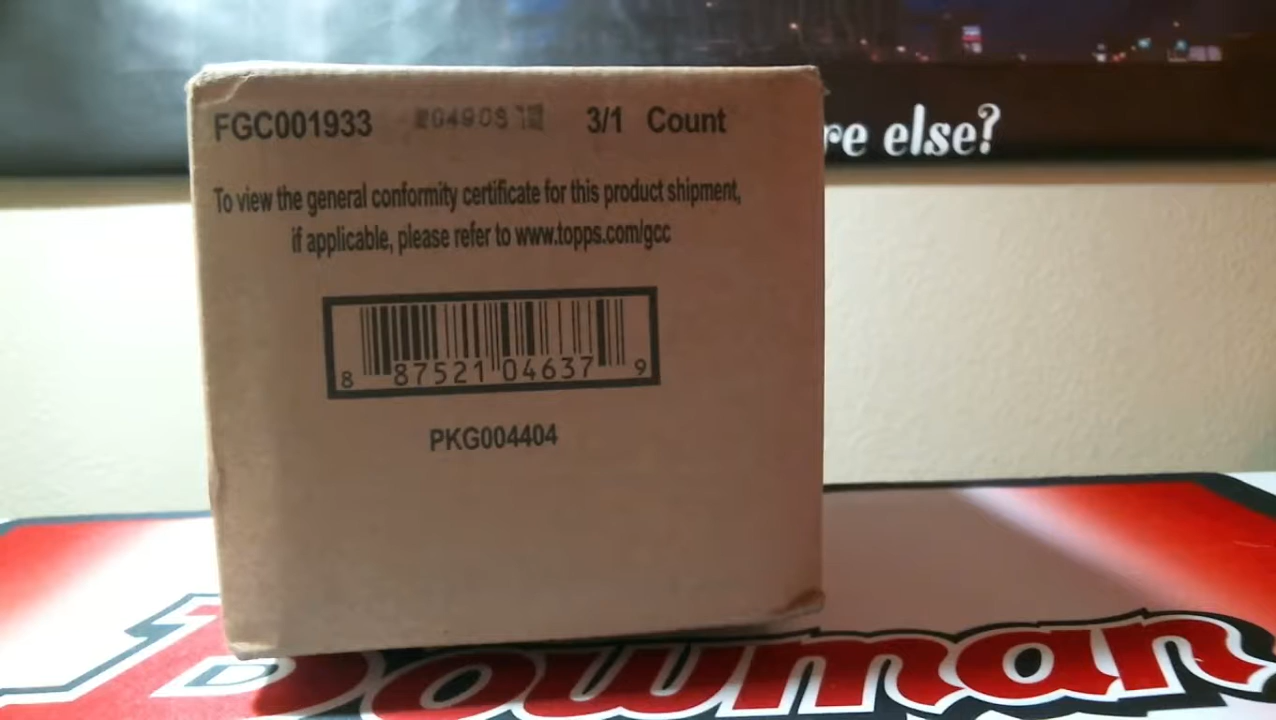 FGC001933 3/1 Count
re else?
To view the general conformity certificate for this product shipment,
if applicable, please refer to www.topps.com/gcc
8 87521 04637 9
PKG004404
Bowman